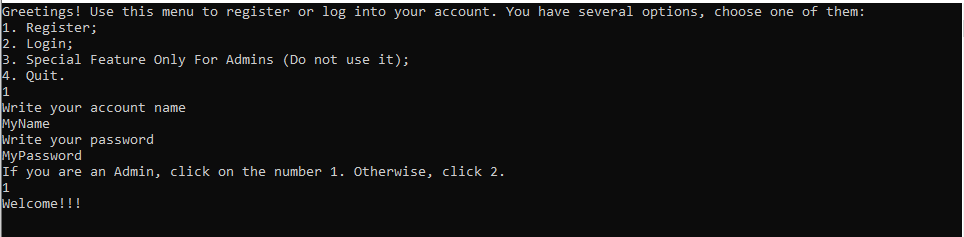 Greetings! Use this menu to register or log into your account. You have several options, choose one of them:
1. Register;
2. Login;
3. Special Feature Only For Admins (Do not use it);
4. Quit.
1
Write your account name
MyName
Write your password
MyPassword
If you are an Admin, click on the number 1. Otherwise, click 2.
1
Welcome!!!